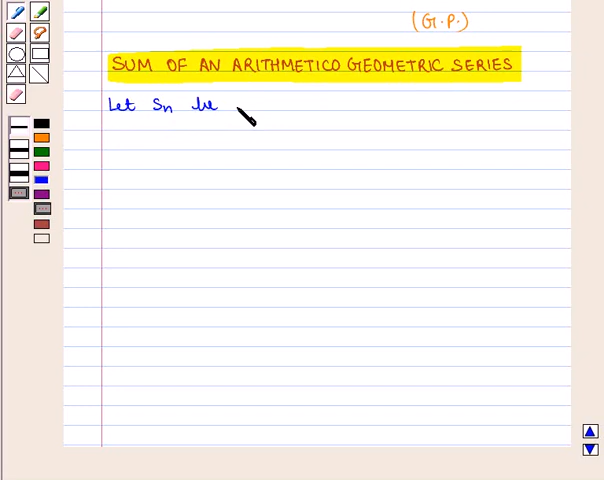 (G.P.)
SUM OF AN ARITHMETICO GEOMETRIC SERIES
Let Sn be